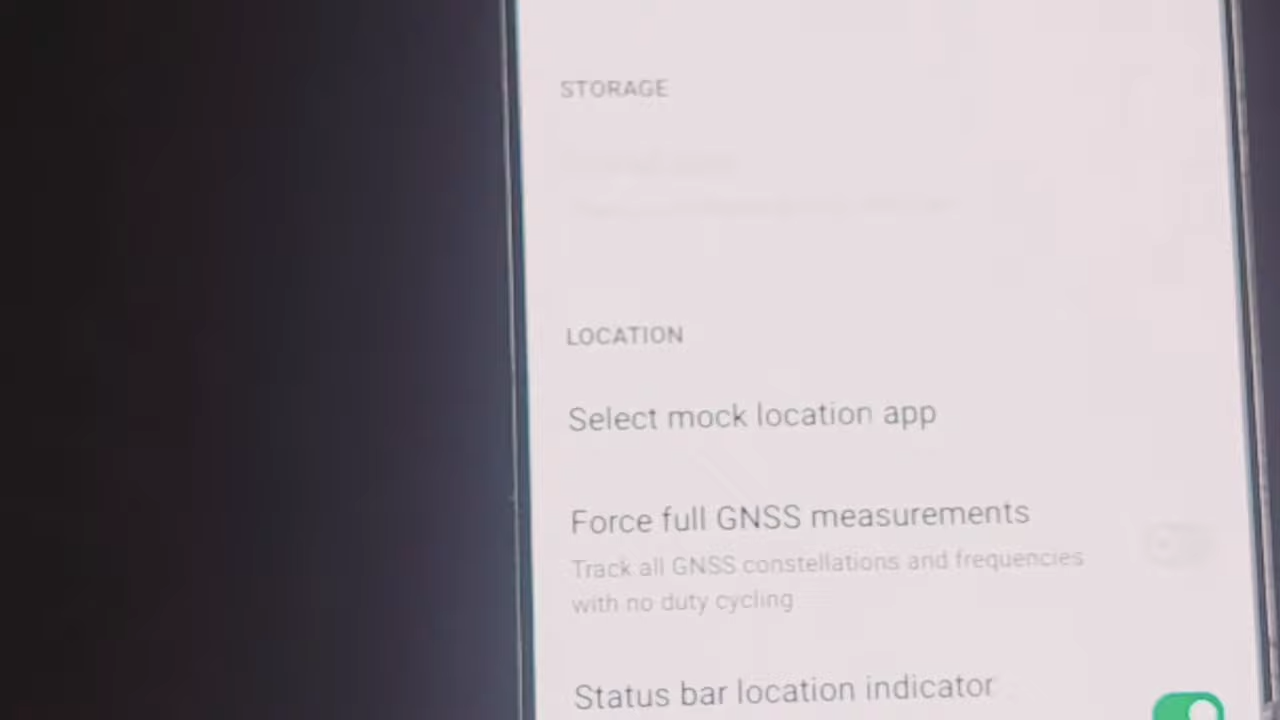 STORAGE
LOCATION
Select mock location app
Force full GNSS measurements
Track all GNSS constellations and frequencies
with no duty cycling
Status bar location indicator